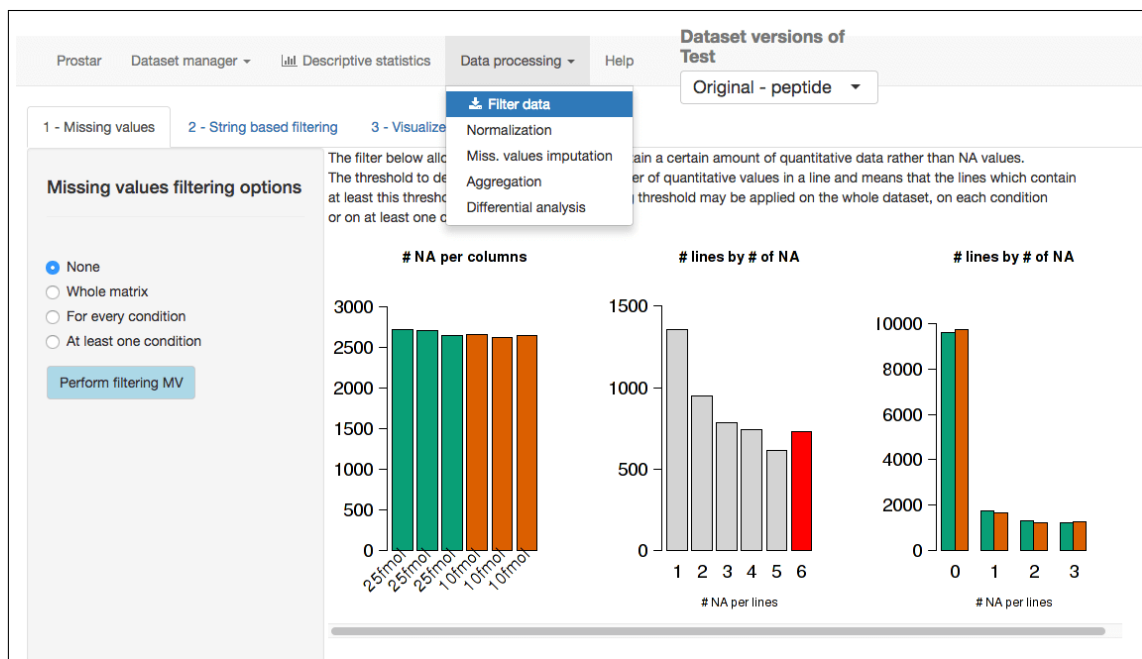 Prostar Dataset manager Descriptive statistics Data processing Help
Dataset versions of
Test
Original - peptide
Filter data
Normalization
Miss. values imputation
Aggregation
Differential analysis
1 - Missing values 2 - String based filtering 3 - Visualize
Missing values filtering options
None
Whole matrix
For every condition
At least one condition
Perform filtering MV
The filter below allo ain a certain amount of quantitative data rather than NA values.
The threshold to de er of quantitative values in a line and means that the lines which contain
at least this thresho threshold may be applied on the whole dataset, on each condition
or on at least one c
# NA per columns
3000
2500
2000
1500
1000
500
0
25fmol 25fmol 25fmol 10fmol 10fmol 10fmol
# lines by # of NA
1500
1000
500
0
1 2 3 4 5 6
# NA per lines
# lines by # of NA
10000
8000
6000
4000
2000
0
0 1 2 3
# NA per lines